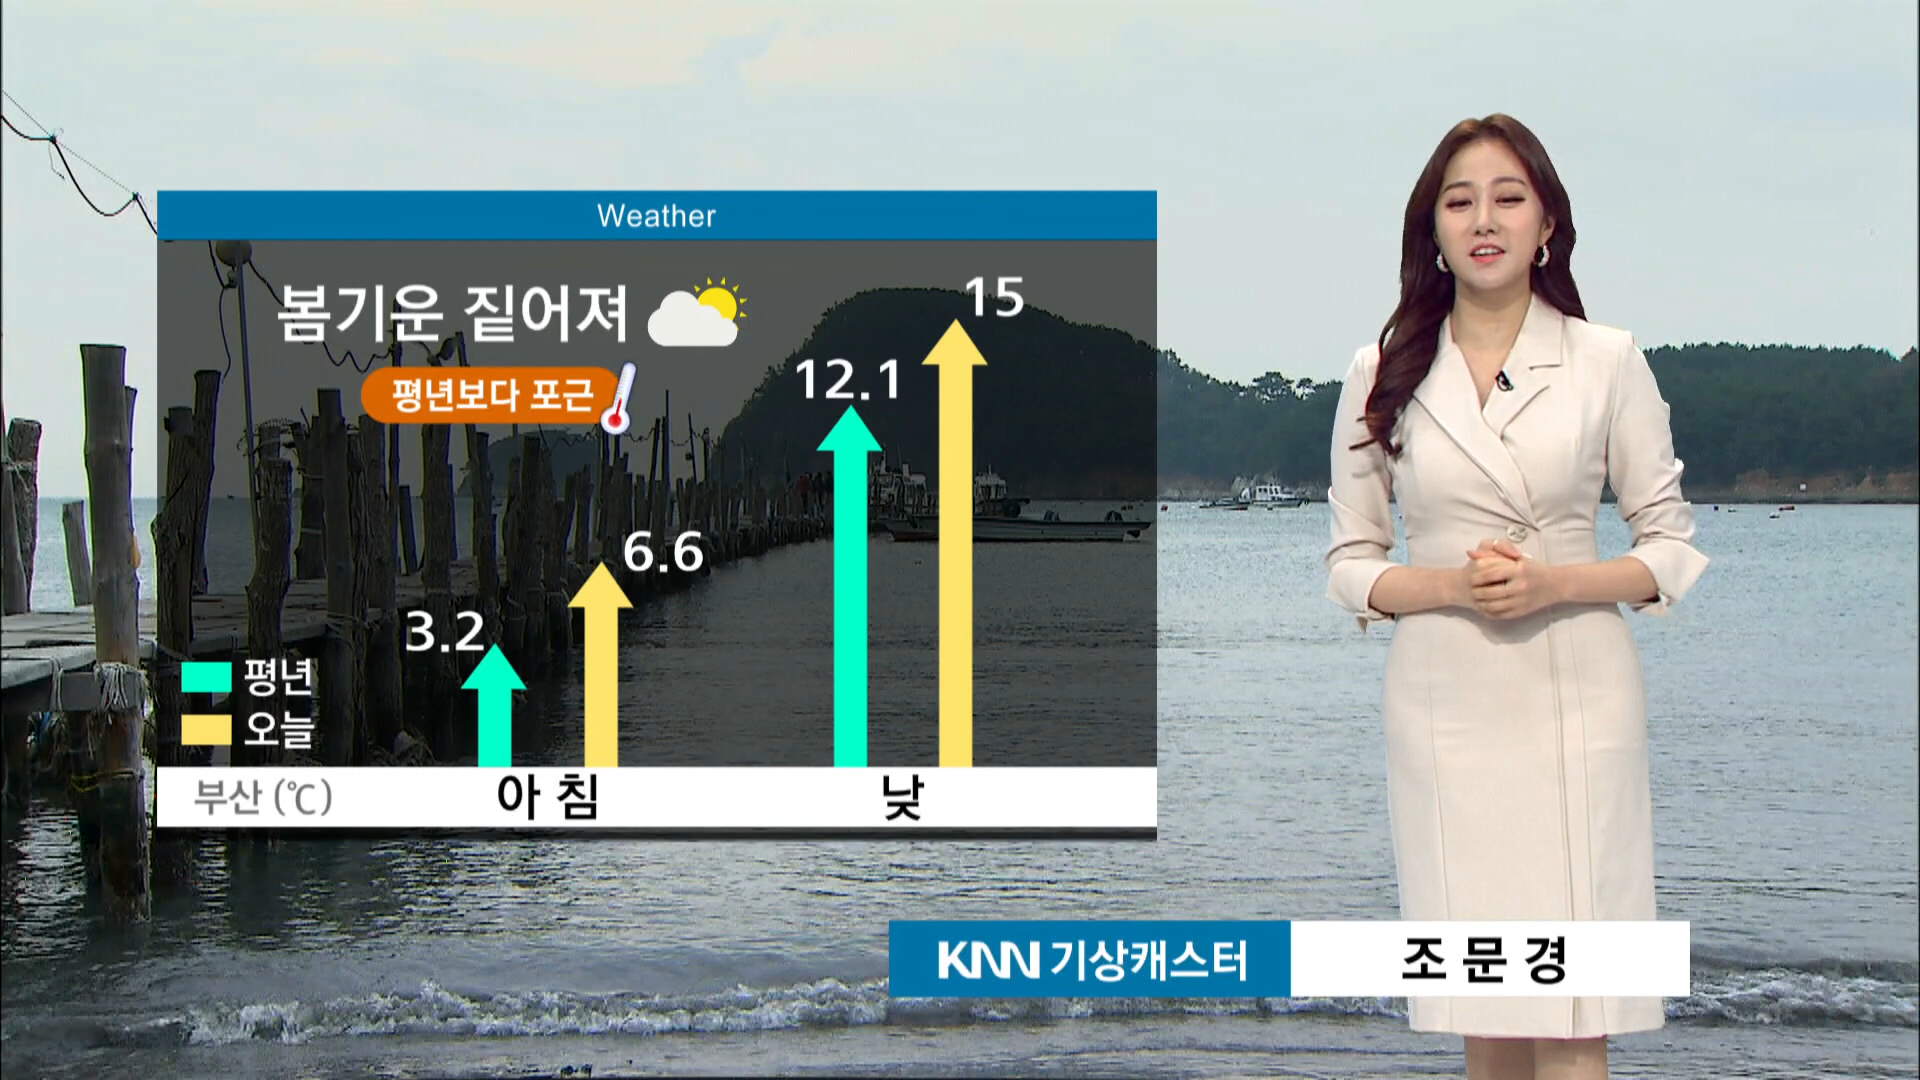 Weather
봄기운 짙어져
평년보다 포근
15
12.1
6.6
3.2
평년
오늘
부산 (℃)
아 침
낮
KNN 기상캐스터
조 문 경